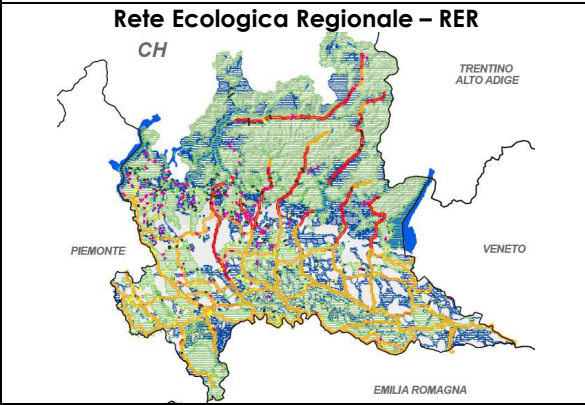 Rete Ecologica Regionale – RER
CH
TRENTINO
ALTO ADIGE
PIEMONTE
VENETO
EMILIA ROMAGNA